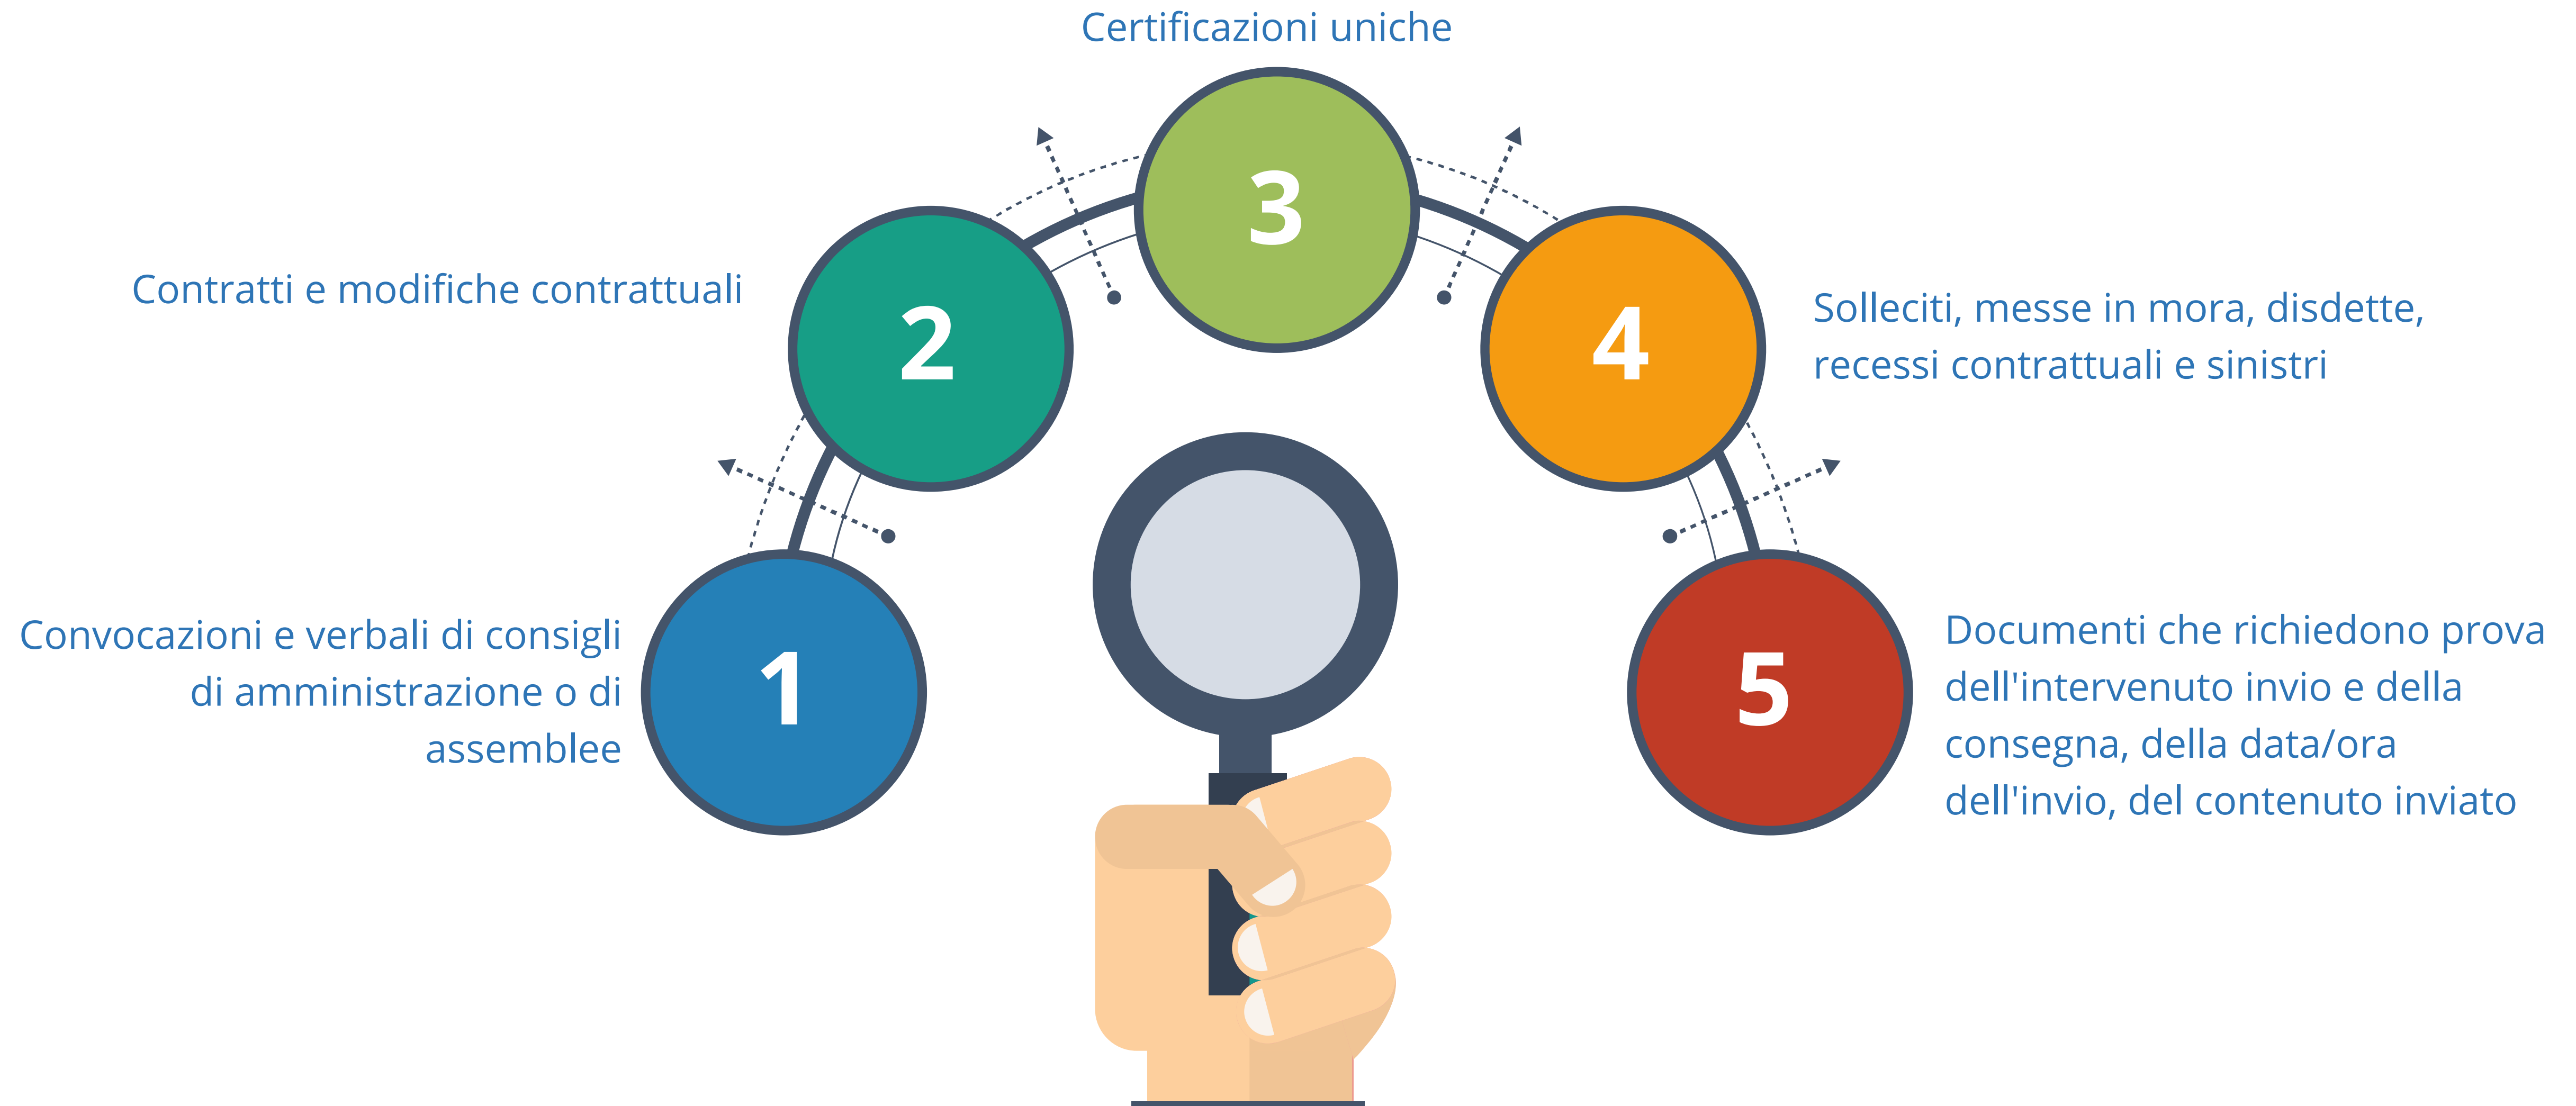 Certificazioni uniche
3
Contratti e modifiche contrattuali
2
4
Solleciti, messe in mora, disdette,
recessi contrattuali e sinistri
Convocazioni e verbali di consigli
di amministrazione o di
assemblee
1
5
Documenti che richiedono prova
dell'intervenuto invio e della
consegna, della data/ora
dell'invio, del contenuto inviato